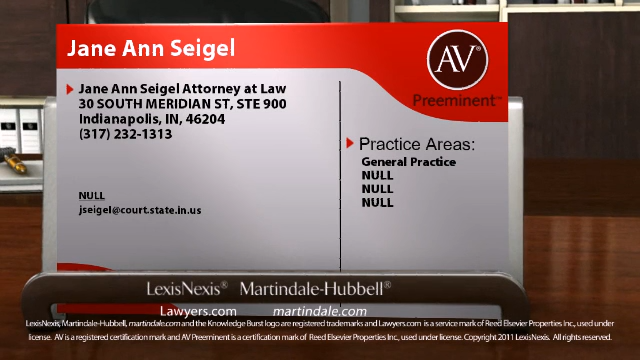 Jane Ann Seigel
AV®
Preeminent™
Jane Ann Seigel Attorney at Law
30 SOUTH MERIDIAN ST, STE 900
Indianapolis, IN, 46204
(317) 232-1313
NULL
jseigel@court.state.in.us
Practice Areas:
General Practice
NULL
NULL
NULL
LexisNexis® Martindale-Hubbell®
Lawyers.com martindale.com
LexisNexis, Martindale-Hubbell, martindale.com and the Knowledge Burst logo are registered trademarks and Lawyers.com is a service mark of Reed Elsevier Properties Inc., used under
license. AV is a registered certification mark and AV Preeminent is a certification mark of Reed Elsevier Properties Inc., used under license. Copyright 2011 LexisNexis. All rights reserved.